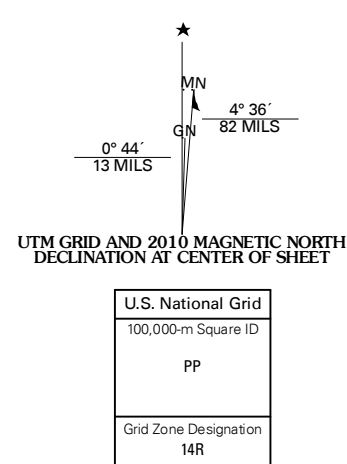 MN
4° 36´
82 MILS
GN
0° 44´
13 MILS
UTM GRID AND 2010 MAGNETIC NORTH
DECLINATION AT CENTER OF SHEET
U.S. National Grid
100,000-m Square ID
PP
Grid Zone Designation
14R